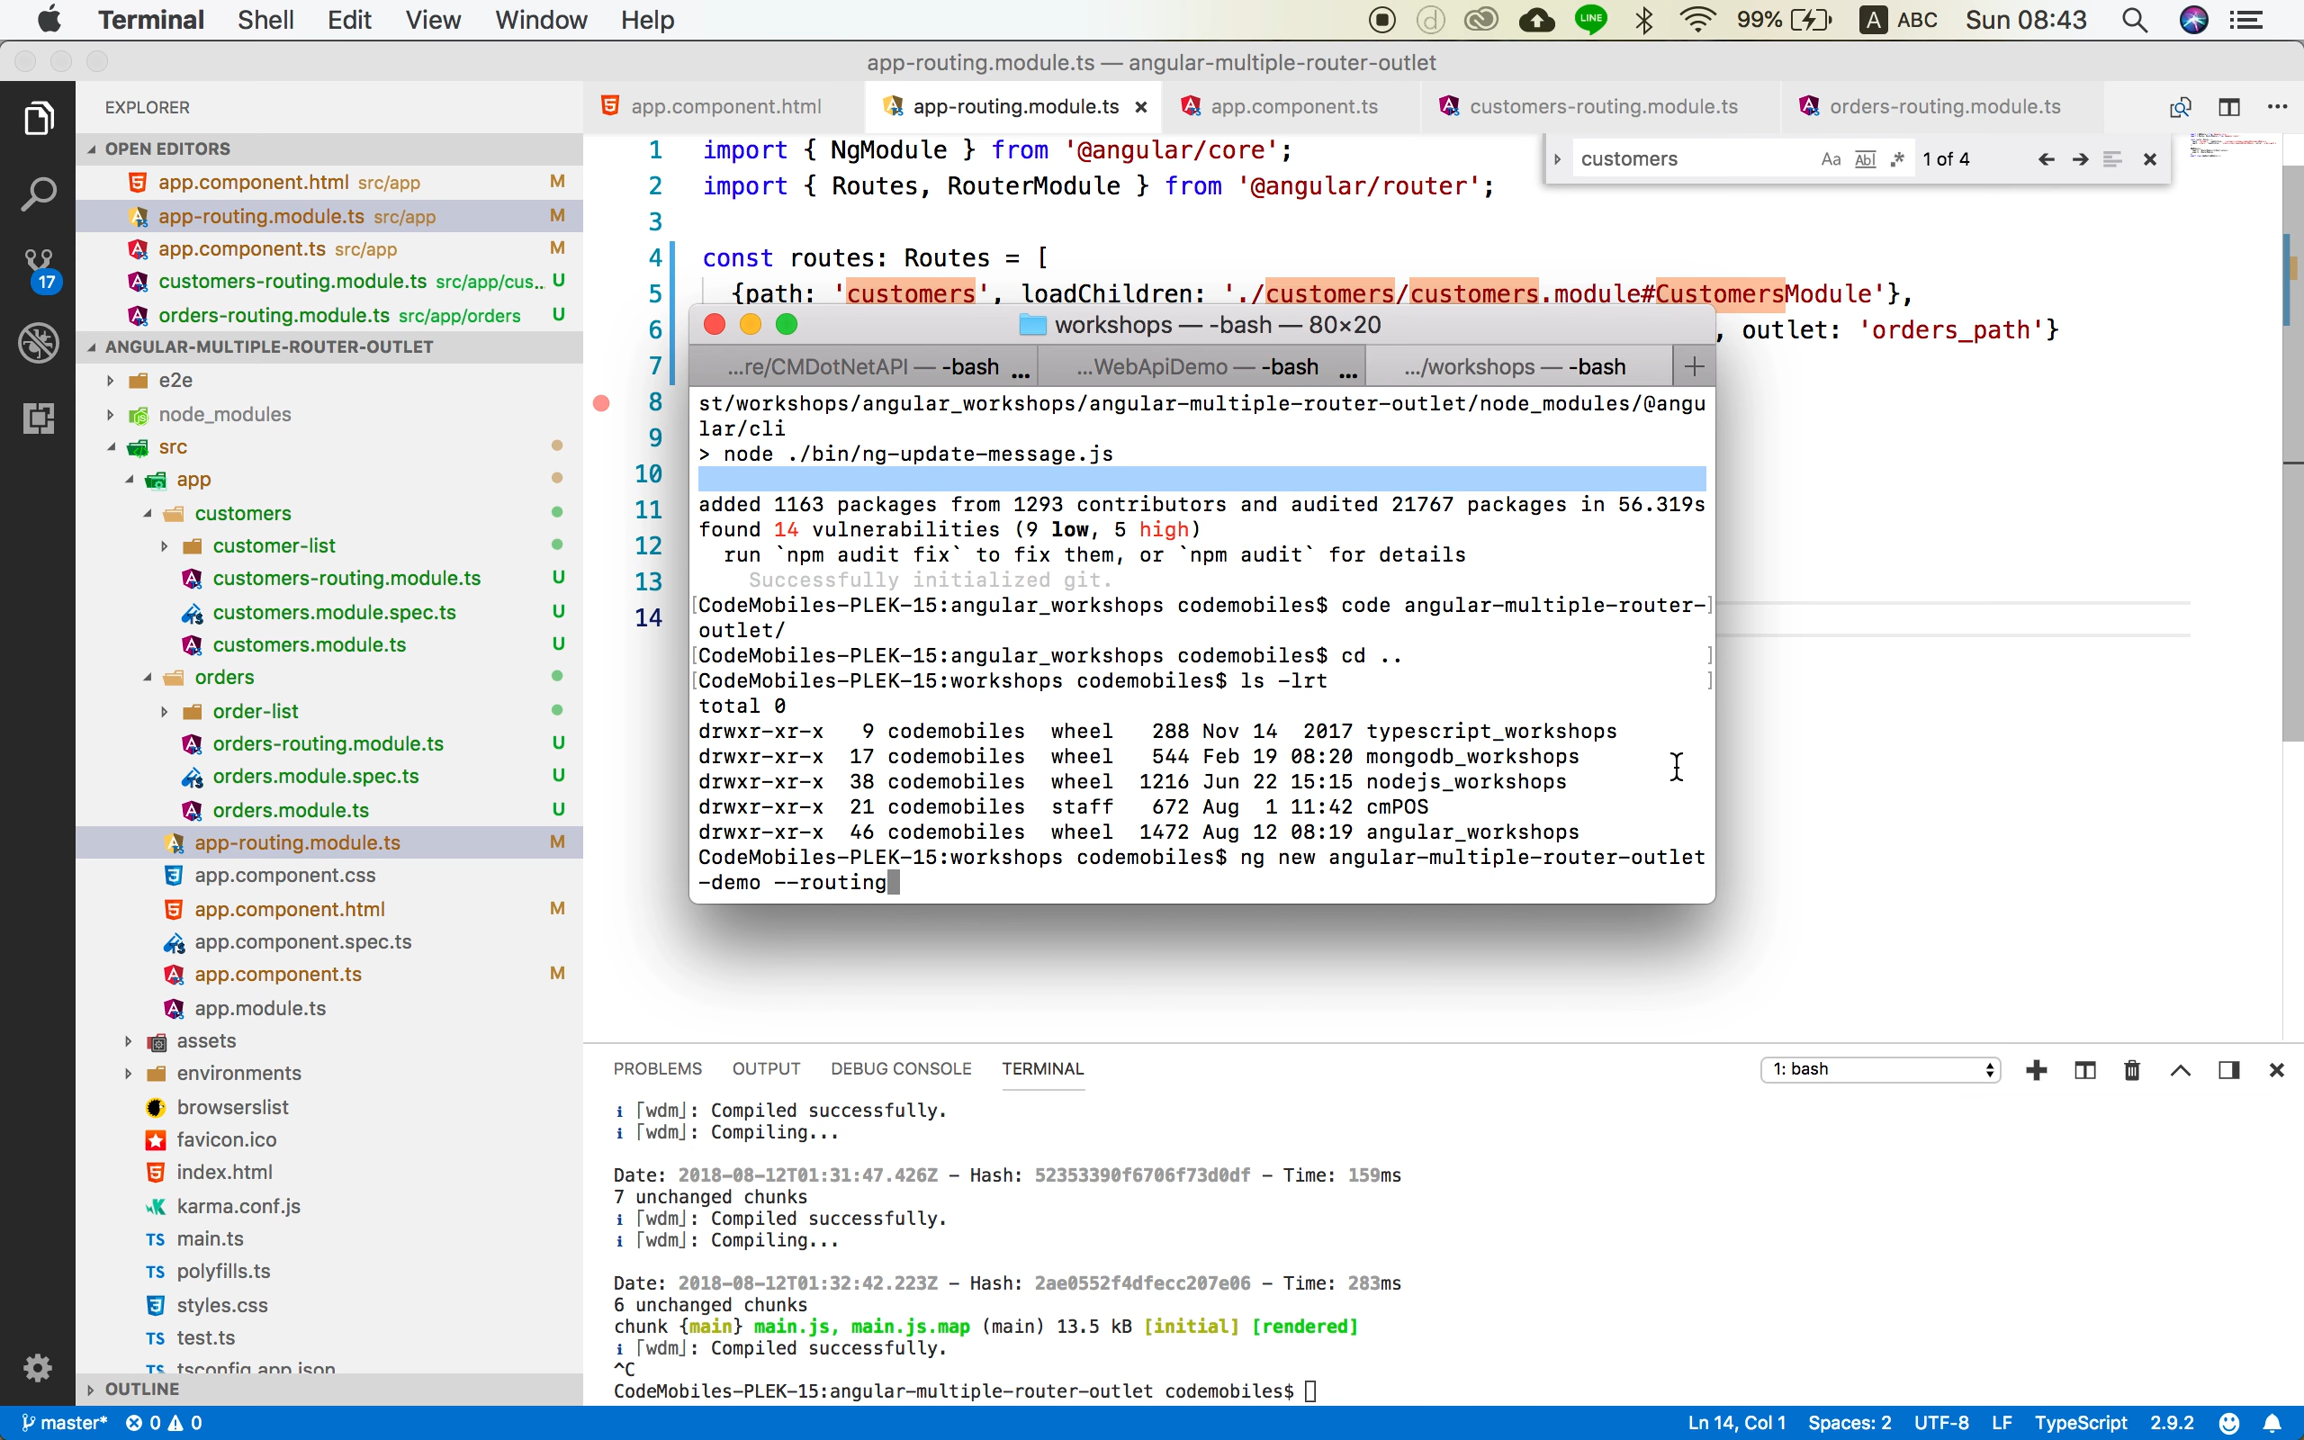 Terminal Shell Edit View Window Help 99% A ABC Sun 08:43
LINE
app-routing.module.ts — angular-multiple-router-outlet
EXPLORER
OPEN EDITORS
app.component.html src/app M
app-routing.module.ts src/app M
app.component.ts src/app M
customers-routing.module.ts src/app/cus... U
orders-routing.module.ts src/app/orders U
17
ANGULAR-MULTIPLE-ROUTER-OUTLET
e2e
node_modules
src
app
customers
customer-list
customers-routing.module.ts U
customers.module.spec.ts U
customers.module.ts U
orders
order-list
orders-routing.module.ts U
orders.module.spec.ts U
orders.module.ts U
app-routing.module.ts M
app.component.css
app.component.html M
app.component.spec.ts
app.component.ts M
app.module.ts
assets
environments
browserslist
favicon.ico
index.html
karma.conf.js
TS main.ts
TS polyfills.ts
styles.css
TS test.ts
TS tsconfig.app.json
OUTLINE
app.component.html app-routing.module.ts app.component.ts customers-routing.module.ts orders-routing.module.ts
customers Aa Abl .* 1 of 4
1 import { NgModule } from '@angular/core';
2 import { Routes, RouterModule } from '@angular/router';
3
4 const routes: Routes = [
5 {path: 'customers', loadChildren: './customers/customers.module#CustomersModule'},
6 , outlet: 'orders_path'}
7
8
9
10
11
12
13
14
workshops — -bash — 80×20
...re/CMDotNetAPI — -bash ... ...WebApiDemo — -bash ... .../workshops — -bash
st/workshops/angular_workshops/angular-multiple-router-outlet/node_modules/@angu
lar/cli
> node ./bin/ng-update-message.js
added 1163 packages from 1293 contributors and audited 21767 packages in 56.319s
found 14 vulnerabilities (9 low, 5 high)
run `npm audit fix` to fix them, or `npm audit` for details
Successfully initialized git.
[CodeMobiles-PLEK-15:angular_workshops codemobiles$ code angular-multiple-router-]
outlet/
[CodeMobiles-PLEK-15:angular_workshops codemobiles$ cd .. ]
[CodeMobiles-PLEK-15:workshops codemobiles$ ls -lrt ]
total 0
drwxr-xr-x 9 codemobiles wheel 288 Nov 14 2017 typescript_workshops
drwxr-xr-x 17 codemobiles wheel 544 Feb 19 08:20 mongodb_workshops
drwxr-xr-x 38 codemobiles wheel 1216 Jun 22 15:15 nodejs_workshops
drwxr-xr-x 21 codemobiles staff 672 Aug 1 11:42 cmPOS
drwxr-xr-x 46 codemobiles wheel 1472 Aug 12 08:19 angular_workshops
CodeMobiles-PLEK-15:workshops codemobiles$ ng new angular-multiple-router-outlet
-demo --routing
PROBLEMS OUTPUT DEBUG CONSOLE TERMINAL 1: bash
i ｢wdm｣: Compiled successfully.
i ｢wdm｣: Compiling...
Date: 2018-08-12T01:31:47.426Z - Hash: 52353390f6706f73d0df - Time: 159ms
7 unchanged chunks
i ｢wdm｣: Compiled successfully.
i ｢wdm｣: Compiling...
Date: 2018-08-12T01:32:42.223Z - Hash: 2ae0552f4dfecc207e06 - Time: 283ms
6 unchanged chunks
chunk {main} main.js, main.js.map (main) 13.5 kB [initial] [rendered]
i ｢wdm｣: Compiled successfully.
^C
CodeMobiles-PLEK-15:angular-multiple-router-outlet codemobiles$
master* 0 0 Ln 14, Col 1 Spaces: 2 UTF-8 LF TypeScript 2.9.2